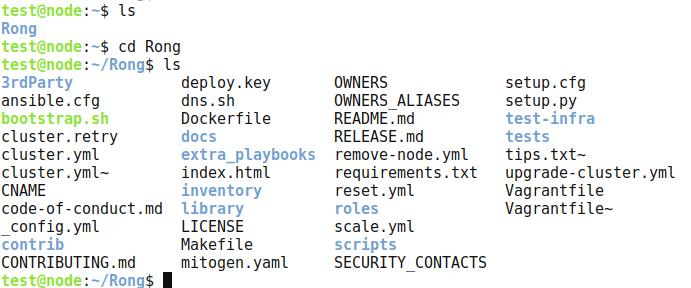 test@node:~$ ls
Rong
test@node:~$ cd Rong
test@node:~/Rong$ ls
3rdParty deploy.key OWNERS setup.cfg
ansible.cfg dns.sh OWNERS_ALIASES setup.py
bootstrap.sh Dockerfile README.md test-infra
cluster.retry docs RELEASE.md tests
cluster.yml extra_playbooks remove-node.yml tips.txt~
cluster.yml~ index.html requirements.txt upgrade-cluster.yml
CNAME inventory reset.yml Vagrantfile
code-of-conduct.md library roles Vagrantfile~
_config.yml LICENSE scale.yml
contrib Makefile scripts
CONTRIBUTING.md mitogen.yaml SECURITY_CONTACTS
test@node:~/Rong$